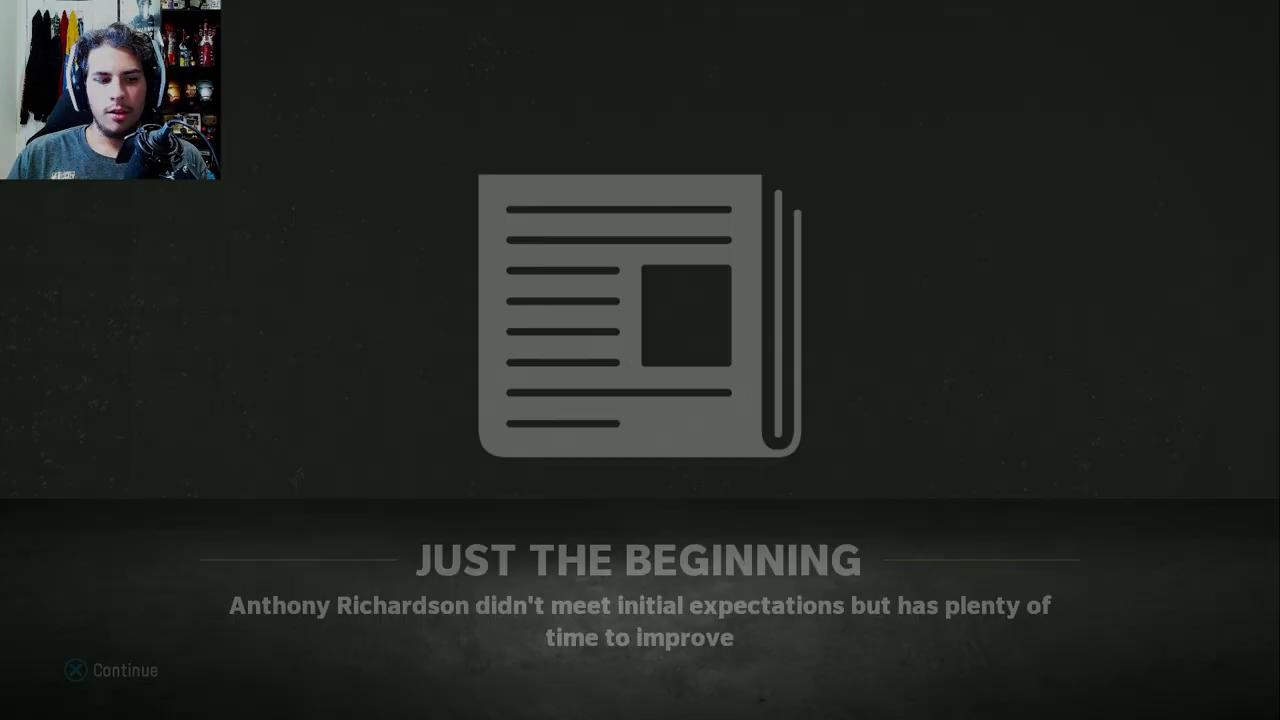 JUST THE BEGINNING
Anthony Richardson didn't meet initial expectations but has plenty of
time to improve
Continue